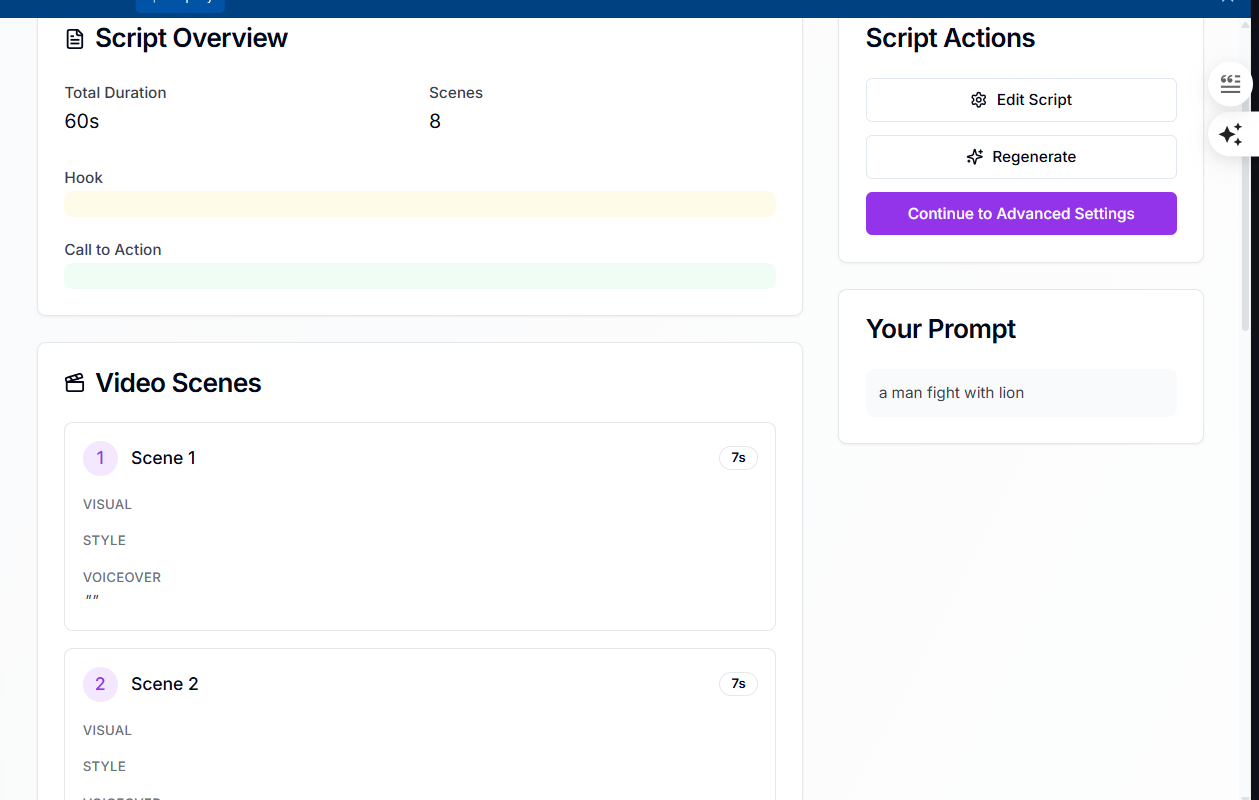 Script Overview
Total Duration
60s
Scenes
8
Hook
Call to Action
Video Scenes
1
Scene 1
7s
VISUAL
STYLE
VOICEOVER
""
2
Scene 2
7s
VISUAL
STYLE
VOICEOVER
Script Actions
Edit Script
Regenerate
Continue to Advanced Settings
Your Prompt
a man fight with lion